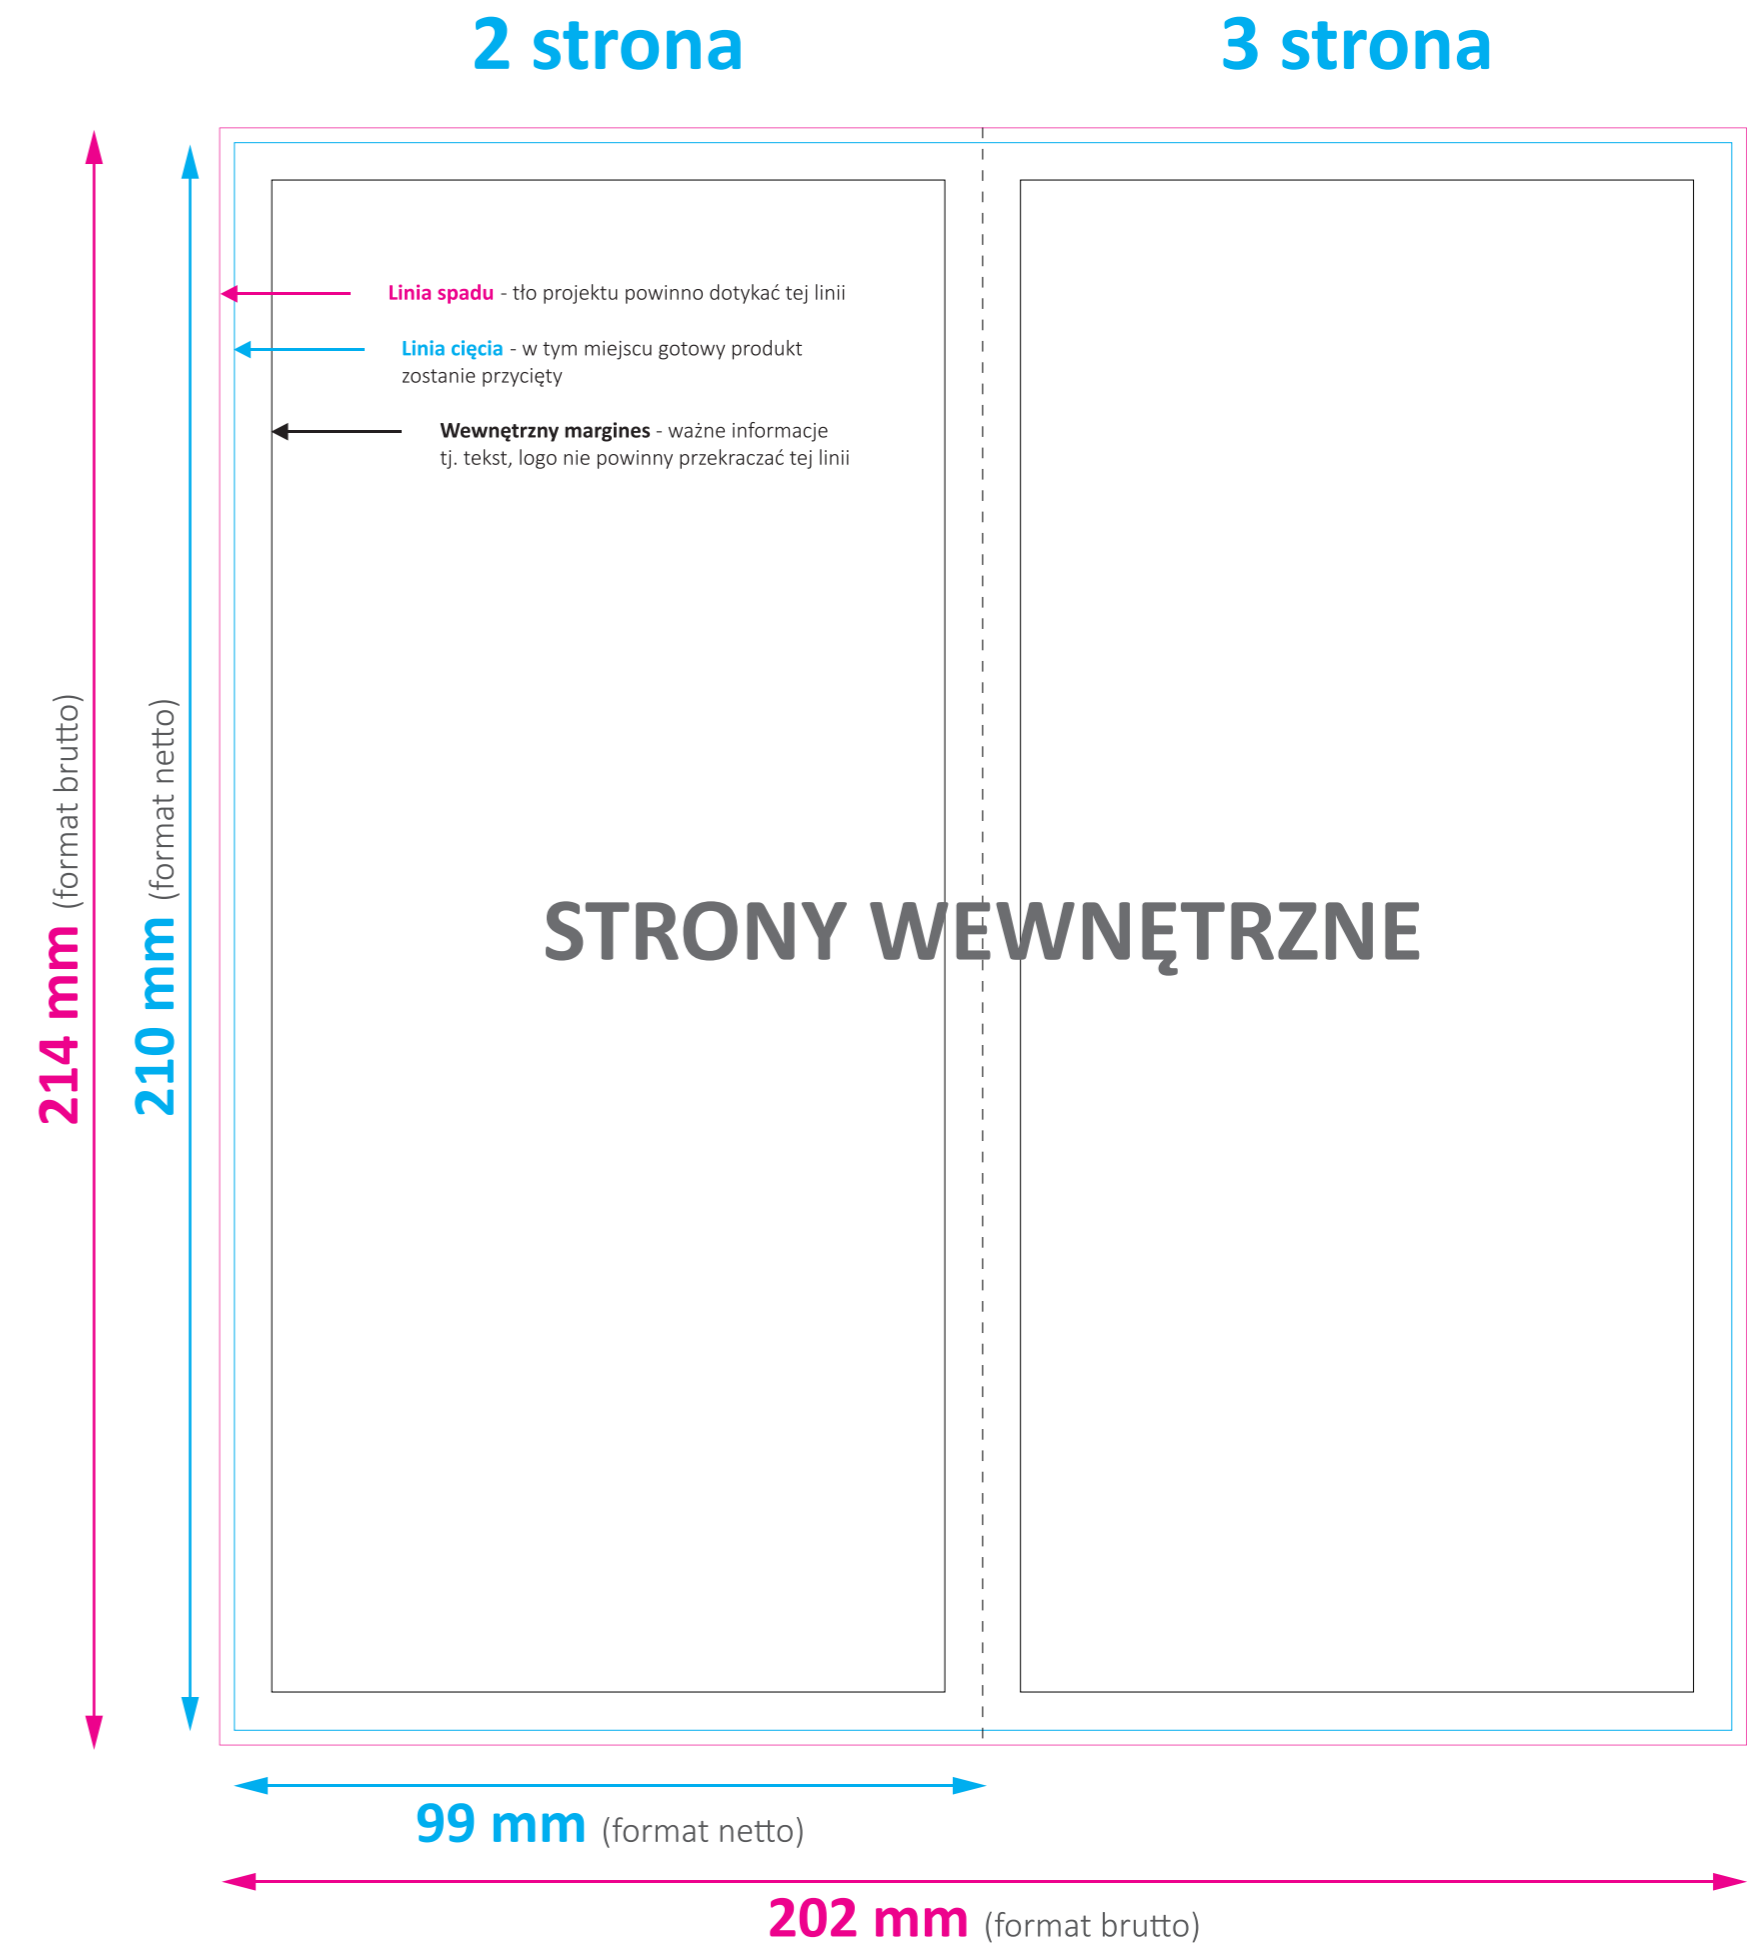 2 strona
3 strona
Linia spadu - tło projektu powinno dotykać tej linii
Linia cięcia - w tym miejscu gotowy produkt
zostanie przycięty
Wewnętrzny margines - ważne informacje
tj. tekst, logo nie powinny przekraczać tej linii
214 mm (format brutto)
210 mm (format netto)
STRONY WEWNĘTRZNE
99 mm (format netto)
202 mm (format brutto)